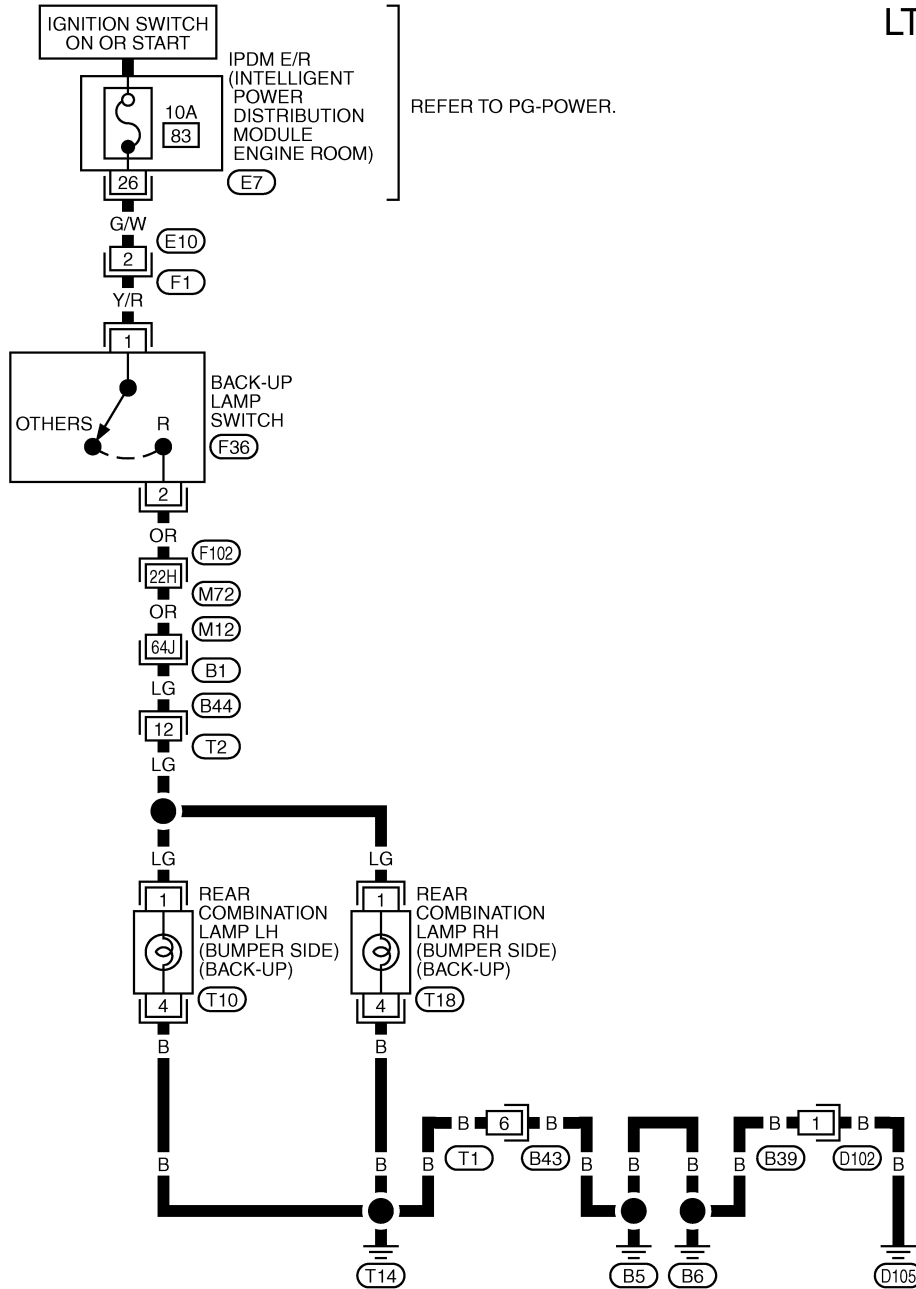 LT
IGNITION SWITCH
ON OR START
IPDM E/R
(INTELLIGENT
POWER
DISTRIBUTION
MODULE
ENGINE ROOM)
REFER TO PG-POWER.
10A
83
26
E7
G/W
E10
2
F1
Y/R
1
BACK-UP
LAMP
SWITCH
OTHERS
R
F36
2
OR
F102
22H
M72
OR
M12
64J
B1
LG
B44
12
T2
LG
LG
LG
1
REAR
COMBINATION
LAMP LH
(BUMPER SIDE)
(BACK-UP)
T10
4
1
REAR
COMBINATION
LAMP RH
(BUMPER SIDE)
(BACK-UP)
T18
4
B
B
B
6
B
B
1
B
T1
B43
B39
D102
B
B
B
B
B
B
B
B
T14
B5
B6
D105